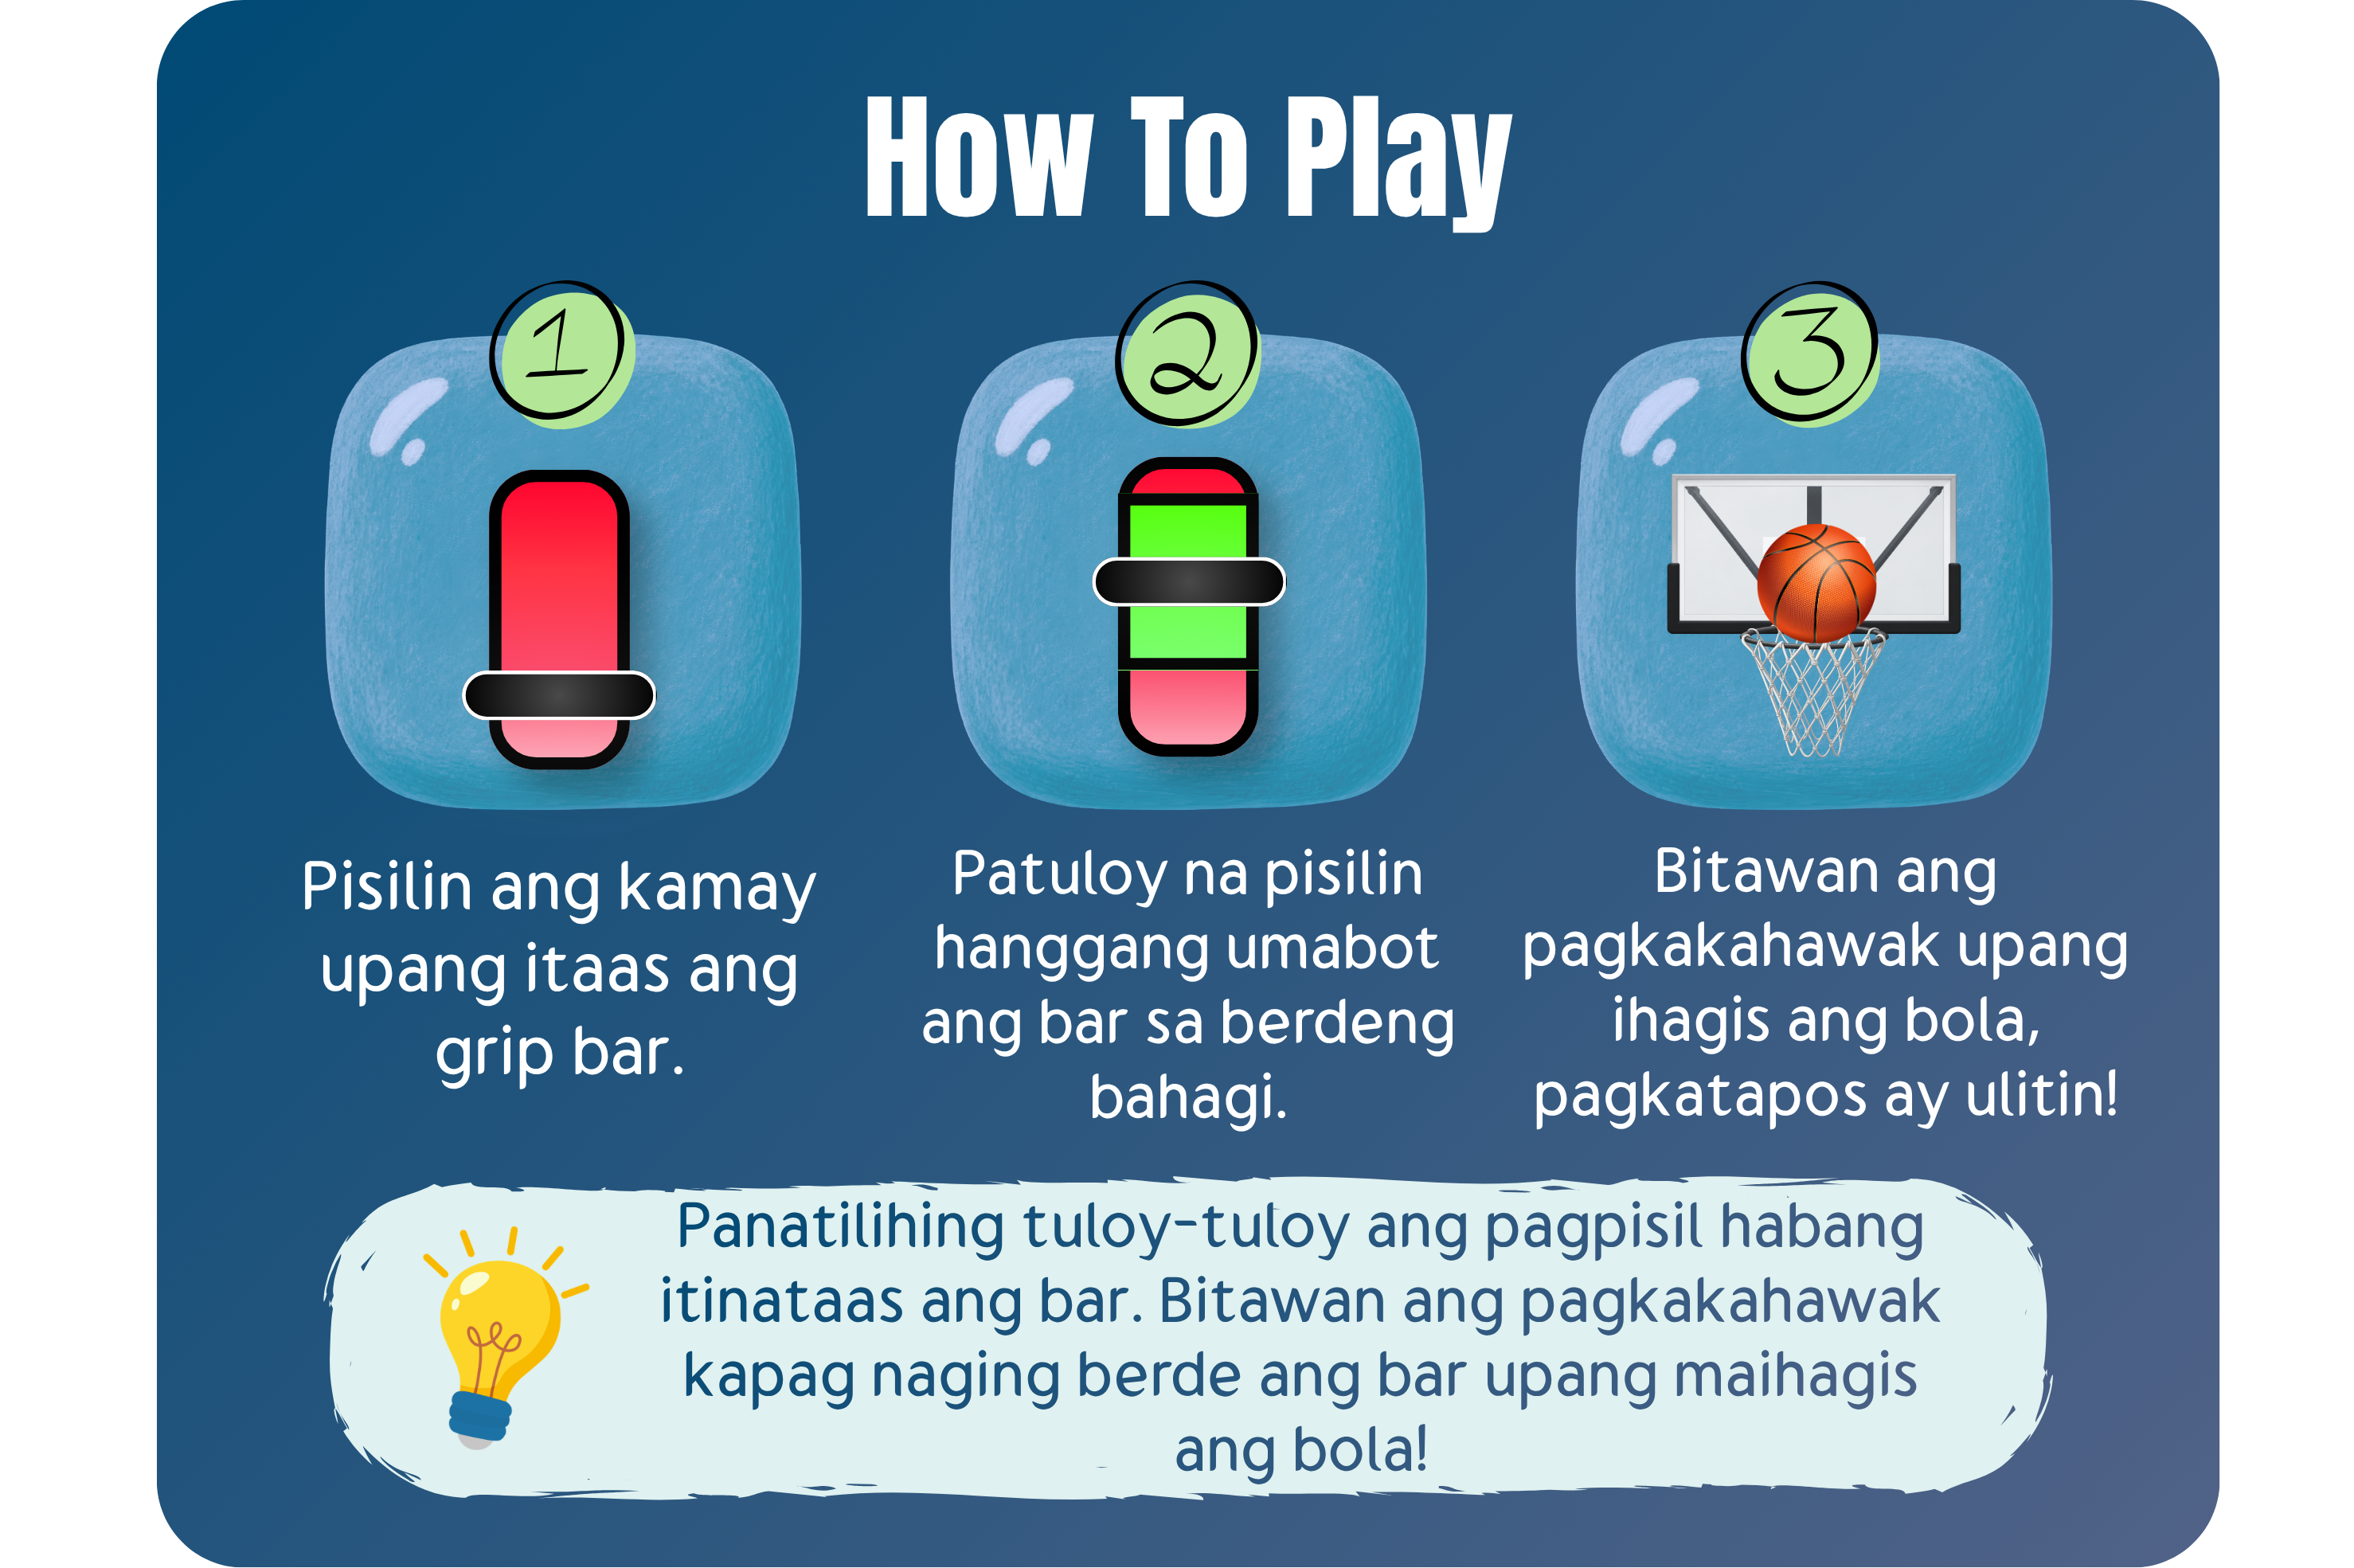 How To Play
1
Pisilin ang kamay
upang itaas ang
grip bar.
2
Patuloy na pisilin
hanggang umabot
ang bar sa berdeng
bahagi.
3
Bitawan ang
pagkakahawak upang
ihagis ang bola,
pagkatapos ay ulitin!
Panatilihing tuloy-tuloy ang pagpisil habang
itinataas ang bar. Bitawan ang pagkakahawak
kapag naging berde ang bar upang maihagis
ang bola!